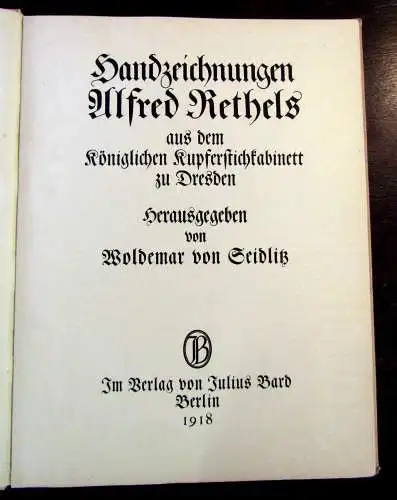 Handzeichnungen
Alfred Rethels
aus dem
Königlichen Kupferstichkabinett
zu Dresden
Herausgegeben
von
Woldemar von Seidlitz
B
Im Verlag von Julius Bard
Berlin
1918